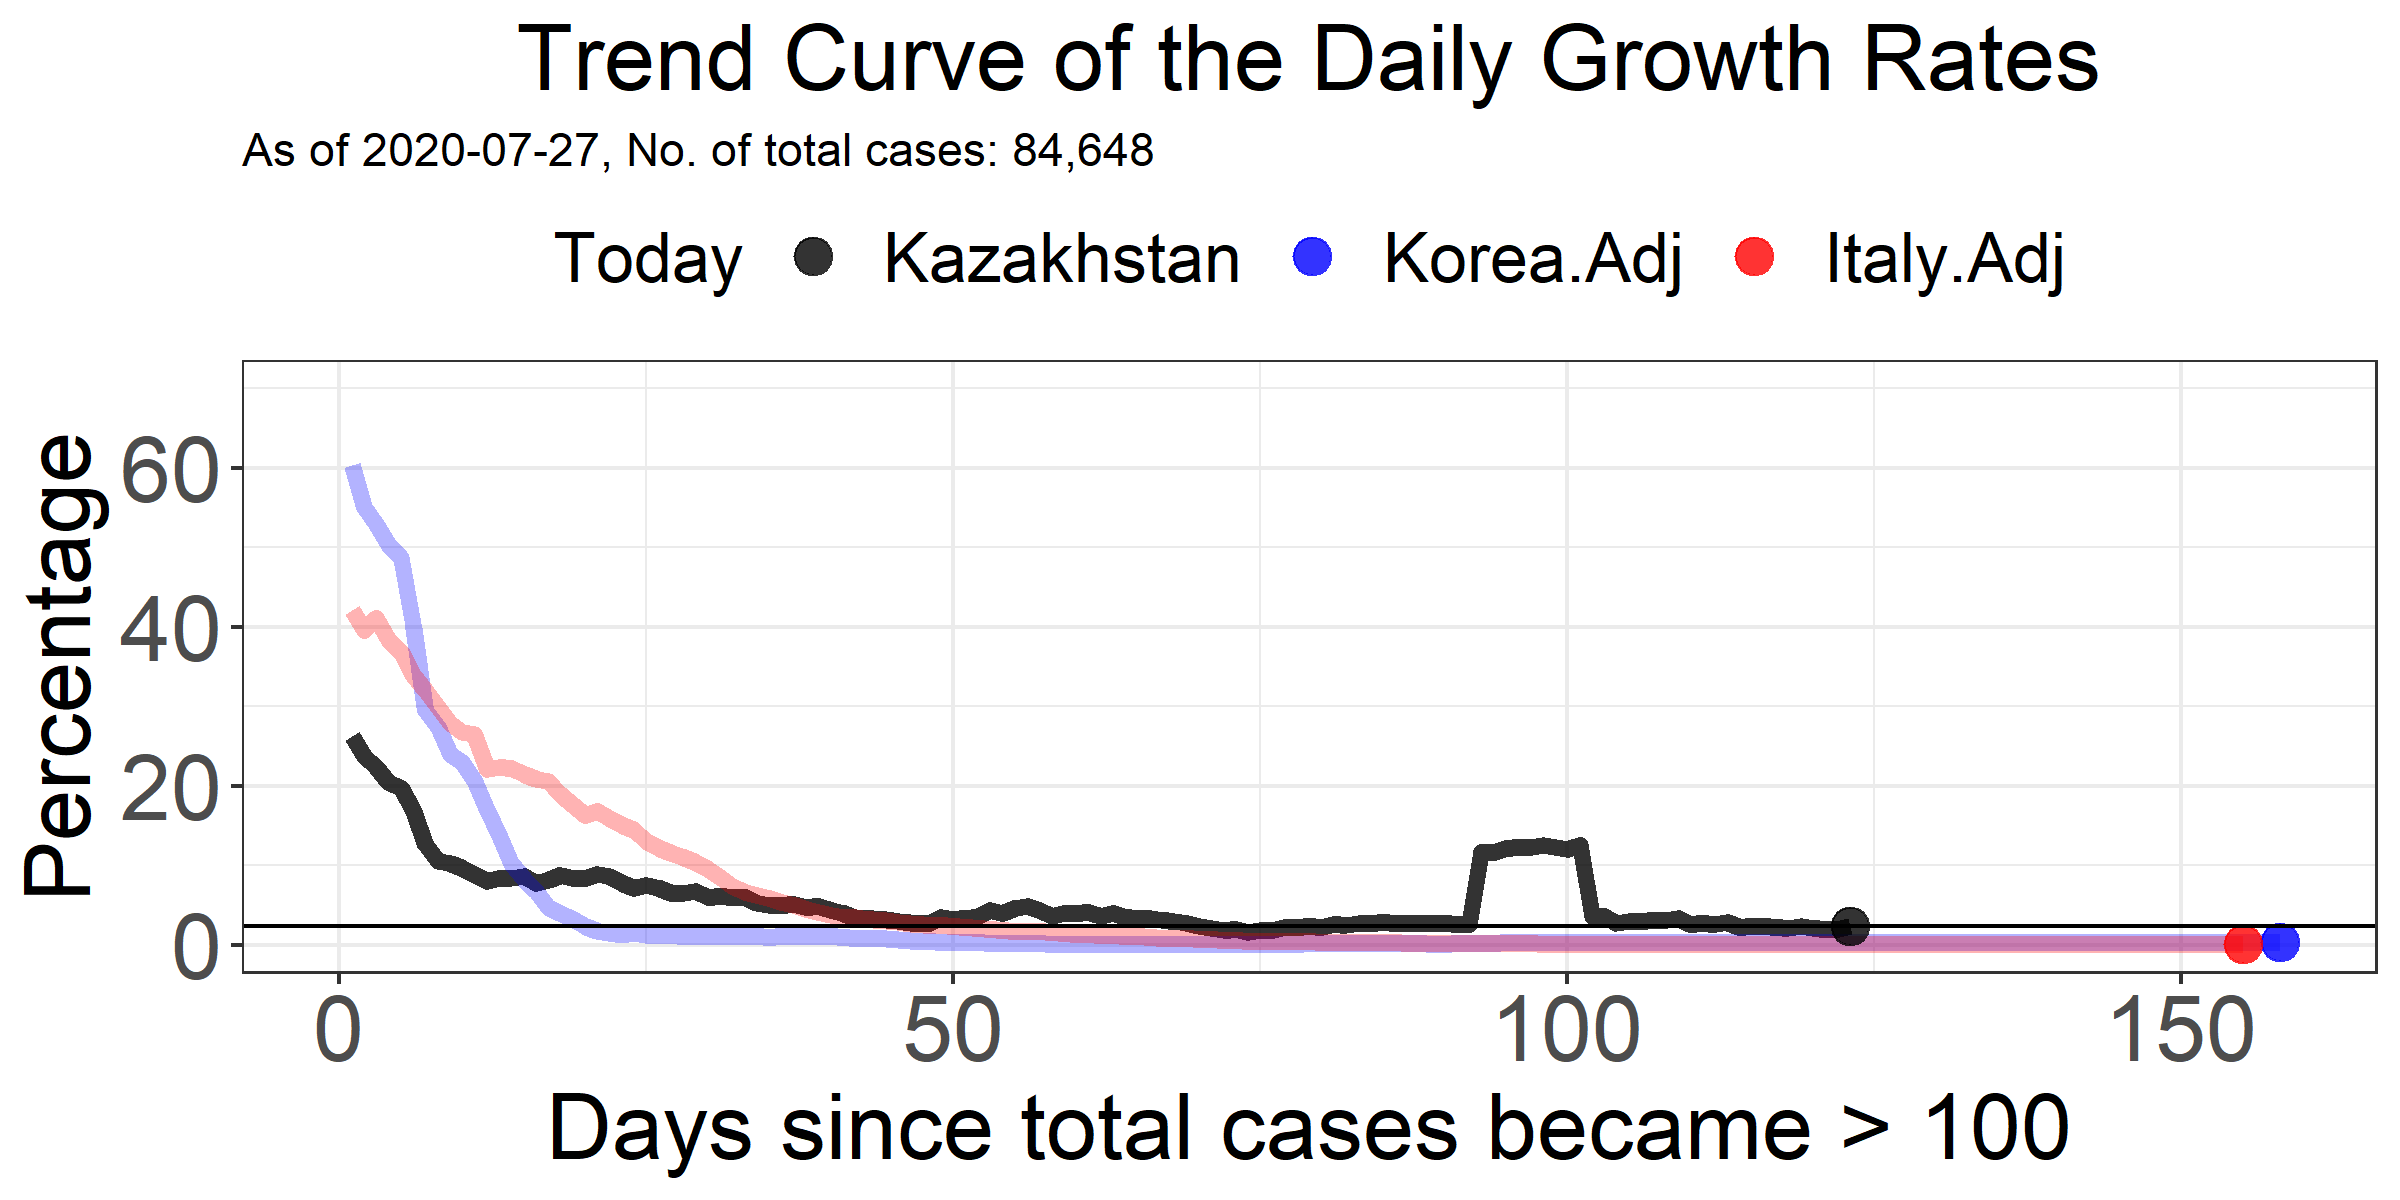 Trend Curve of the Daily Growth Rates
As of 2020-07-27, No. of total cases: 84,648
Today Kazakhstan Korea.Adj Italy.Adj
Percentage
60
40
20
0
0 50 100 150
Days since total cases became > 100